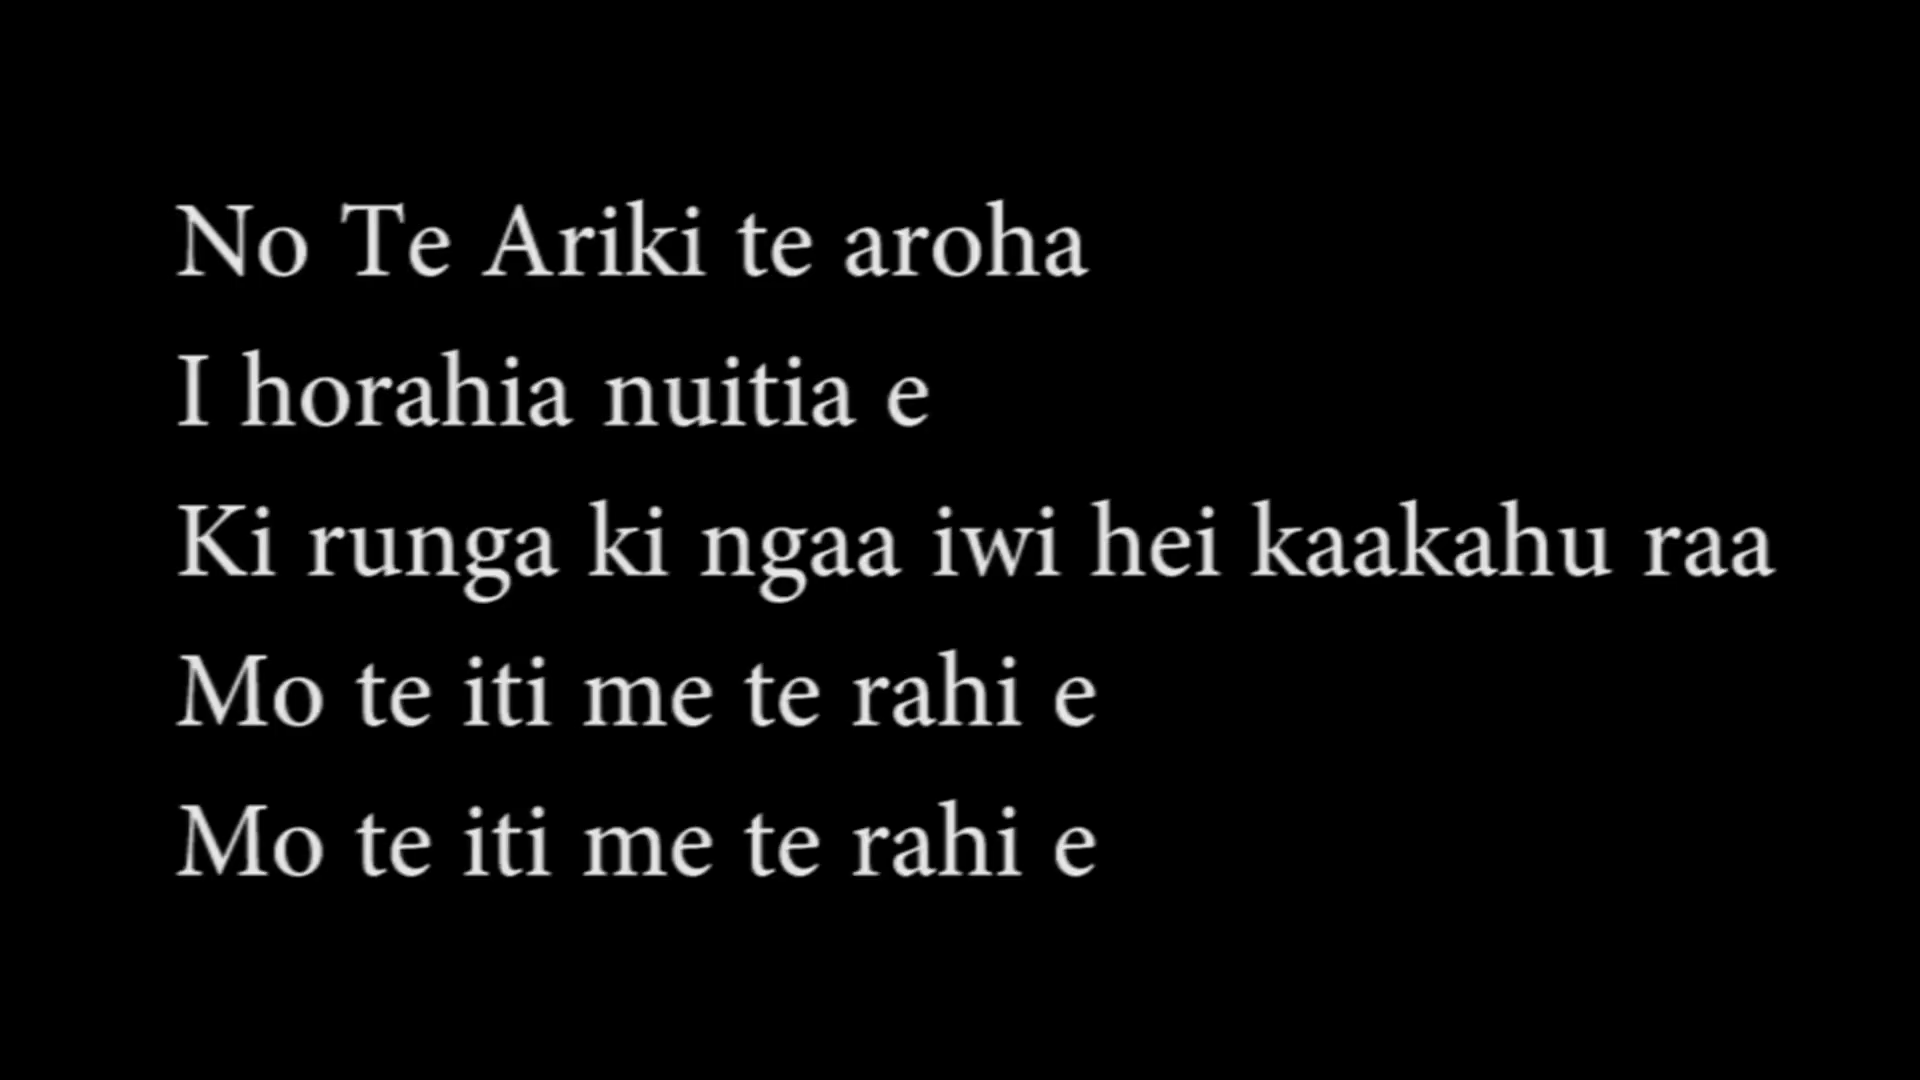 No Te Ariki te aroha
I horahia nuitia e
Ki runga ki ngaa iwi hei kaakahu raa
Mo te iti me te rahi e
Mo te iti me te rahi e